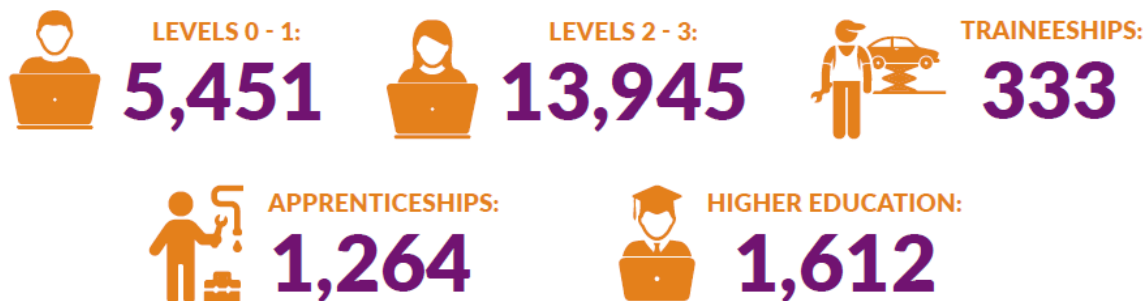 LEVELS 0 - 1:
5,451
LEVELS 2 - 3:
13,945
TRAINEESHIPS:
333
APPRENTICESHIPS:
1,264
HIGHER EDUCATION:
1,612